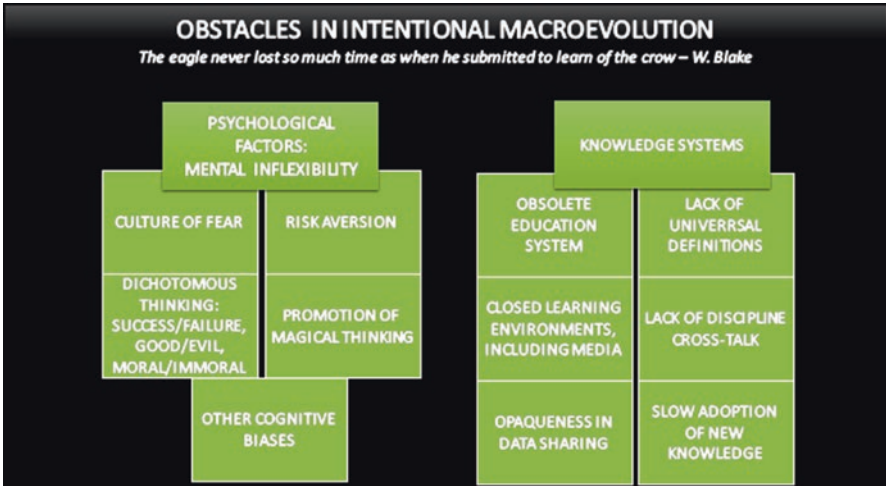 OBSTACLES IN INTENTIONAL MACROEVOLUTION
The eagle never lost so much time as when he submitted to learn of the crow – W. Blake
PSYCHOLOGICAL
FACTORS:
MENTAL INFLEXIBILITY
CULTURE OF FEAR
RISK AVERSION
DICHOTOMOUS
THINKING:
SUCCESS/FAILURE,
GOOD/EVIL,
MORAL/IMMORAL
PROMOTION OF
MAGICAL THINKING
OTHER COGNITIVE
BIASES
KNOWLEDGE SYSTEMS
OBSOLETE
EDUCATION
SYSTEM
LACK OF
UNIVERRSAL
DEFINITIONS
CLOSED LEARNING
ENVIRONMENTS,
INCLUDING MEDIA
LACK OF DISCIPLINE
CROSS-TALK
OPAQUENESS IN
DATA SHARING
SLOW ADOPTION
OF NEW
KNOWLEDGE